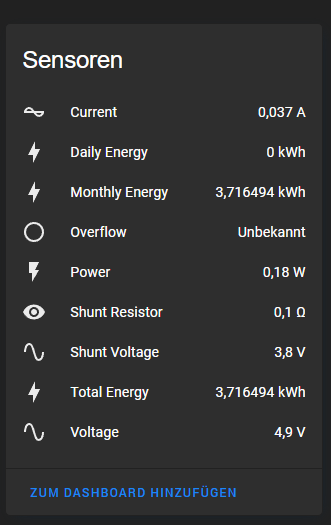 Sensoren
Current 0,037 A
Daily Energy 0 kWh
Monthly Energy 3,716494 kWh
Overflow Unbekannt
Power 0,18 W
Shunt Resistor 0,1 Ω
Shunt Voltage 3,8 V
Total Energy 3,716494 kWh
Voltage 4,9 V
ZUM DASHBOARD HINZUFÜGEN